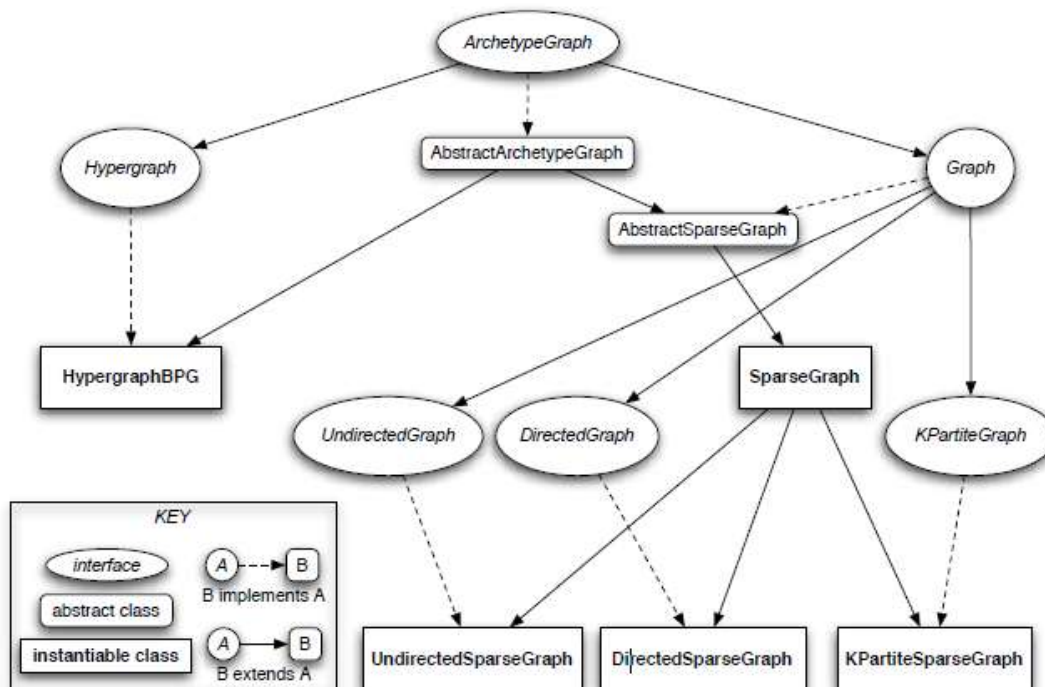 ArchetypeGraph
Hypergraph
AbstractArchetypeGraph
Graph
AbstractSparseGraph
HypergraphBPG
SparseGraph
UndirectedGraph
DirectedGraph
KPartiteGraph
KEY
interface
A
B
B implements A
abstract class
A
B
instantiable class
B extends A
UndirectedSparseGraph
DirectedSparseGraph
KPartiteSparseGraph